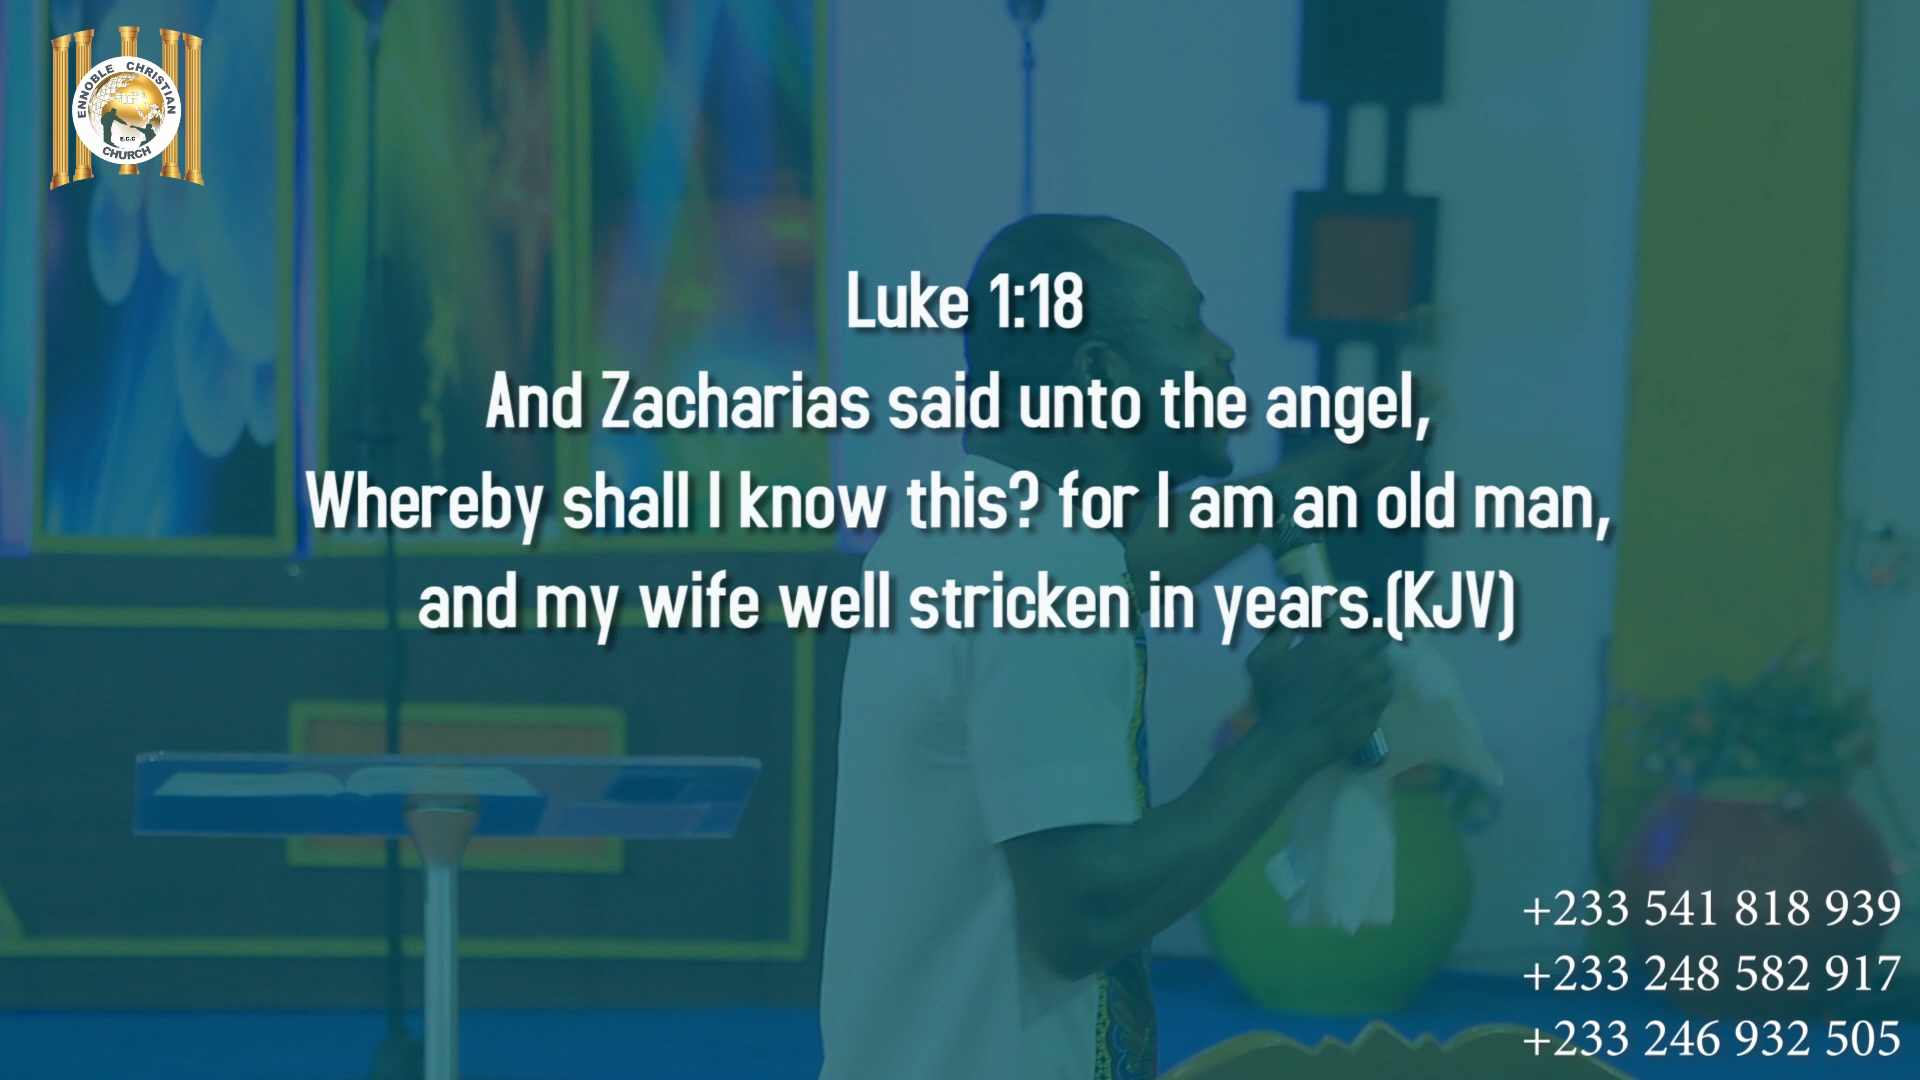 ENNOBLE CHRISTIAN
E.C.C
CHURCH
Luke 1:18
And Zacharias said unto the angel,
Whereby shall I know this? for I am an old man,
and my wife well stricken in years.(KJV)
+233 541 818 939
+233 248 582 917
+233 246 932 505